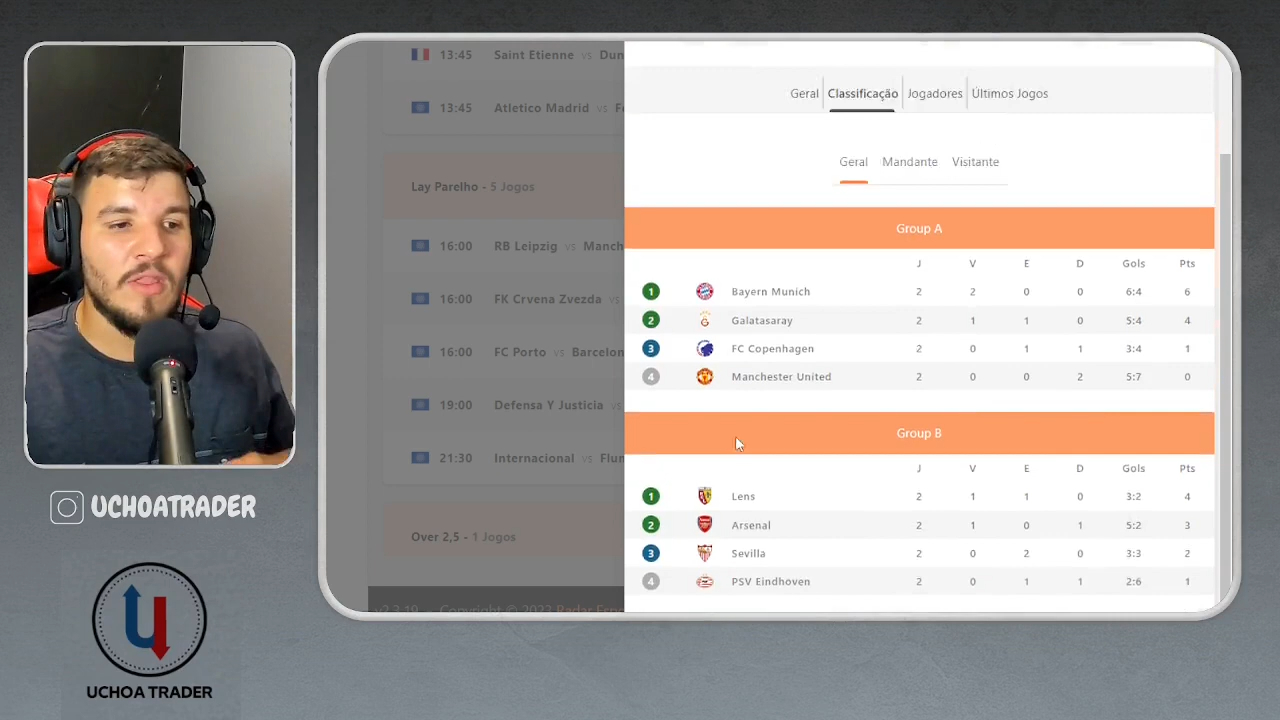 13:45 Saint Etienne vs Dun
13:45 Atletico Madrid vs Fe
Lay Parelho - 5 Jogos
16:00 RB Leipzig vs Manch
16:00 FK Crvena Zvezda vs
16:00 FC Porto vs Barcelon
19:00 Defensa Y Justicia vs
21:30 Internacional vs Flun
Over 2,5 - 1 Jogos
Copyright © 2023 Radar
Geral Classificação Jogadores Últimos Jogos
Geral Mandante Visitante
Group A
J V E D Gols Pts
1 Bayern Munich 2 2 0 0 6:4 6
2 Galatasaray 2 1 1 0 5:4 4
3 FC Copenhagen 2 0 1 1 3:4 1
4 Manchester United 2 0 0 2 5:7 0
Group B
J V E D Gols Pts
1 Lens 2 1 1 0 3:2 4
2 Arsenal 2 1 0 1 5:2 3
3 Sevilla 2 0 2 0 3:3 2
4 PSV Eindhoven 2 0 1 1 2:6 1
UCHOATRADER
U
UCHOA TRADER